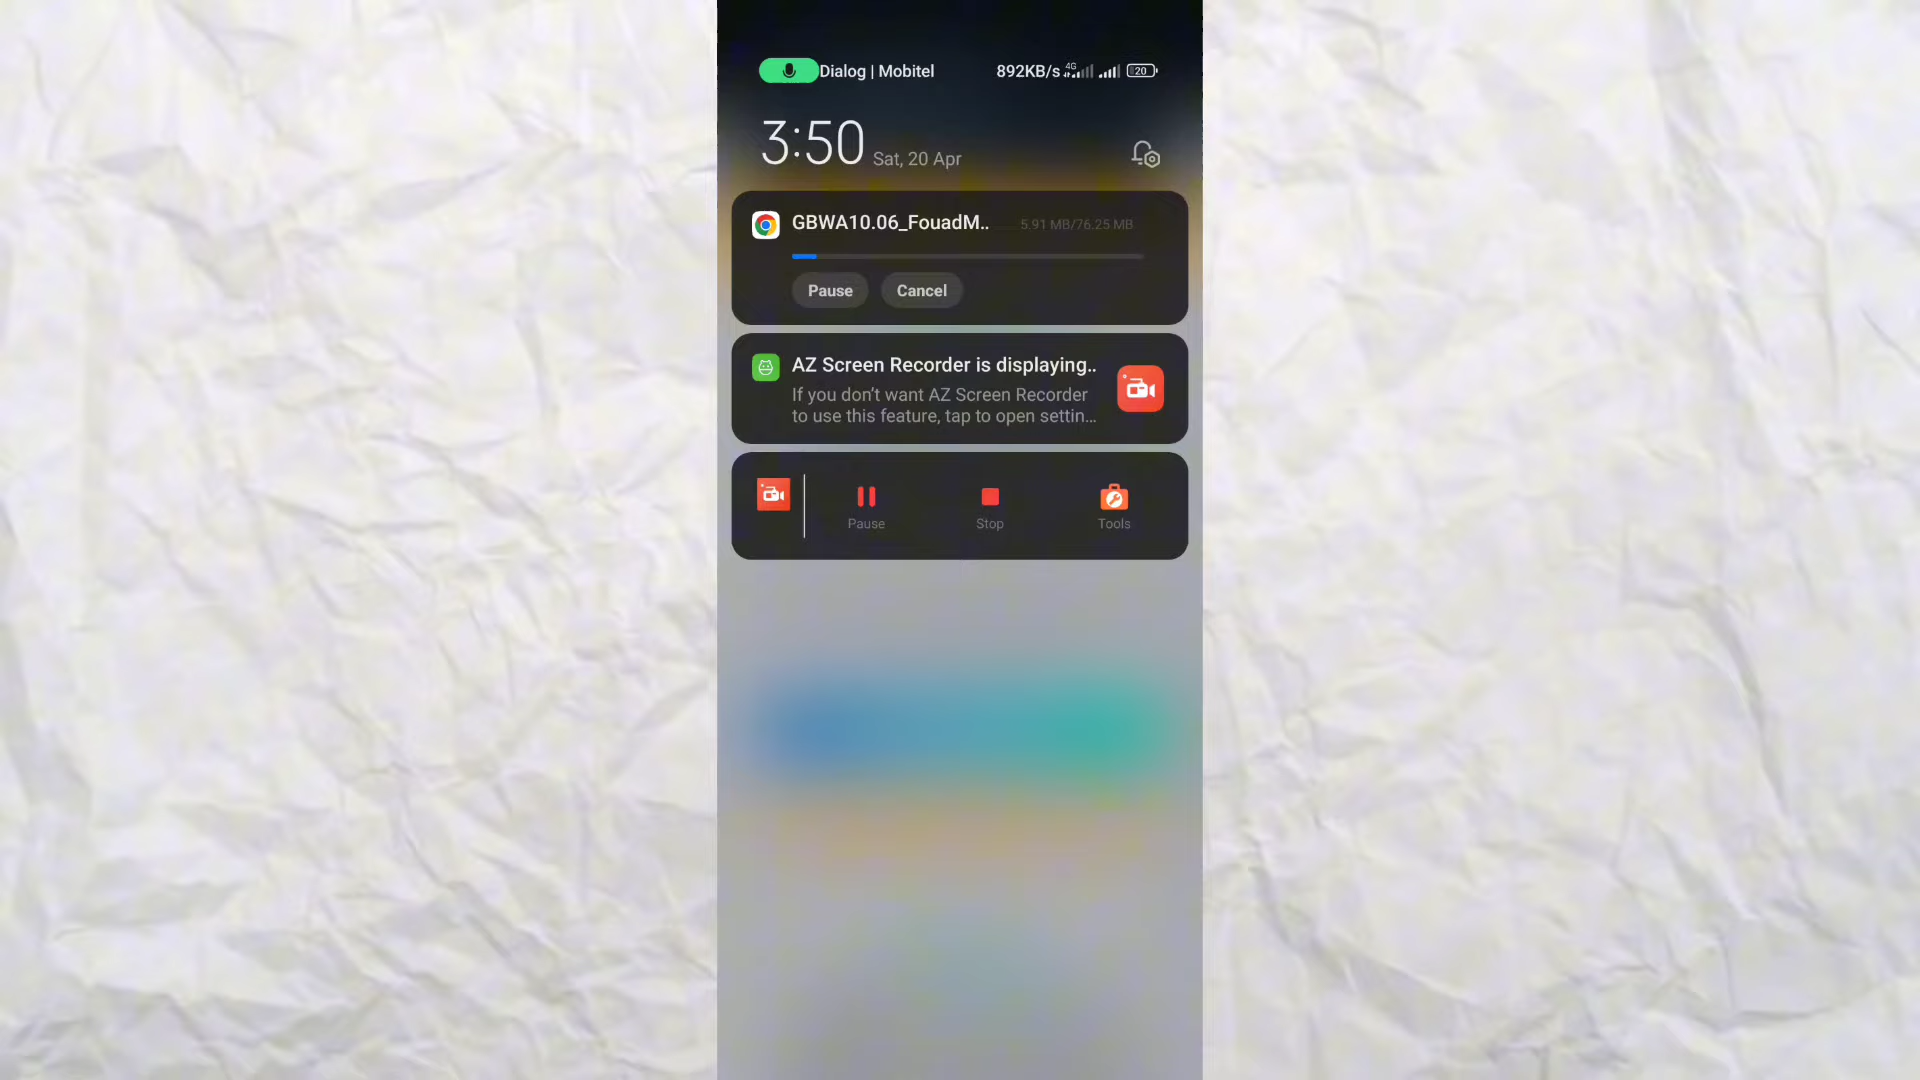 Dialog | Mobitel 892KB/s 4G 20
3:50 Sat, 20 Apr
GBWA10.06_FouadM.. 5.91 MB/76.25 MB
Pause Cancel
AZ Screen Recorder is displaying..
If you don't want AZ Screen Recorder
to use this feature, tap to open settin...
Pause Stop Tools